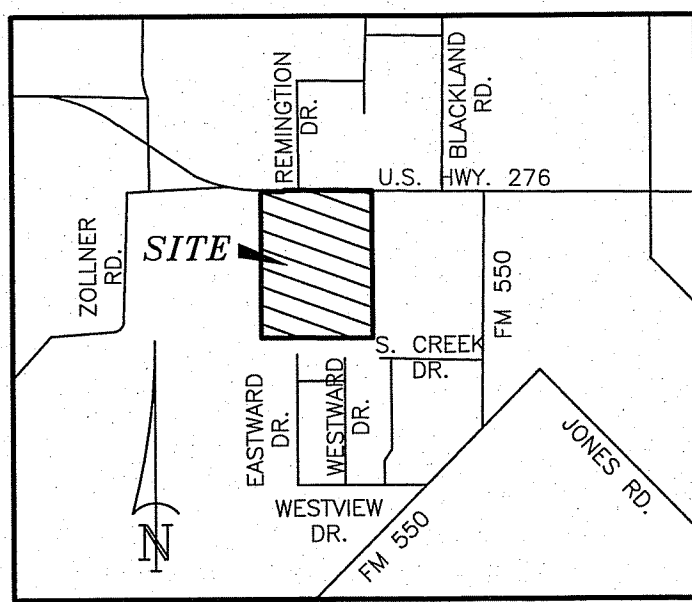 REMINGTON
DR.
BLACKLAND
RD.
U.S. HWY. 276
ZOLLNER
RD.
SITE
FM 550
S. CREEK
DR.
EASTWARD
DR.
WESTWARD
DR.
JONES RD.
WESTVIEW
DR.
FM 550
N